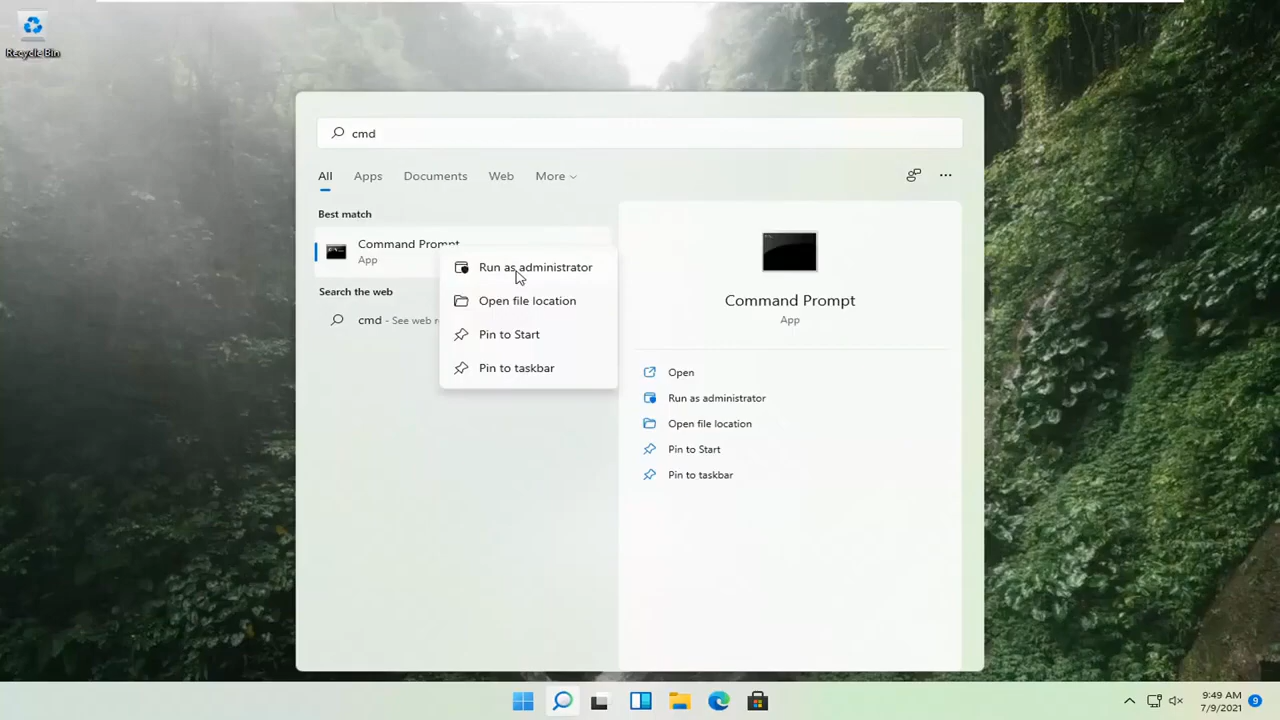 Recycle Bin
cmd
All Apps Documents Web More
Best match
Command Prompt
App
Search the web
cmd - See web r
Run as administrator
Open file location
Pin to Start
Pin to taskbar
Command Prompt
App
Open
Run as administrator
Open file location
Pin to Start
Pin to taskbar
9:49 AM
7/9/2021
9